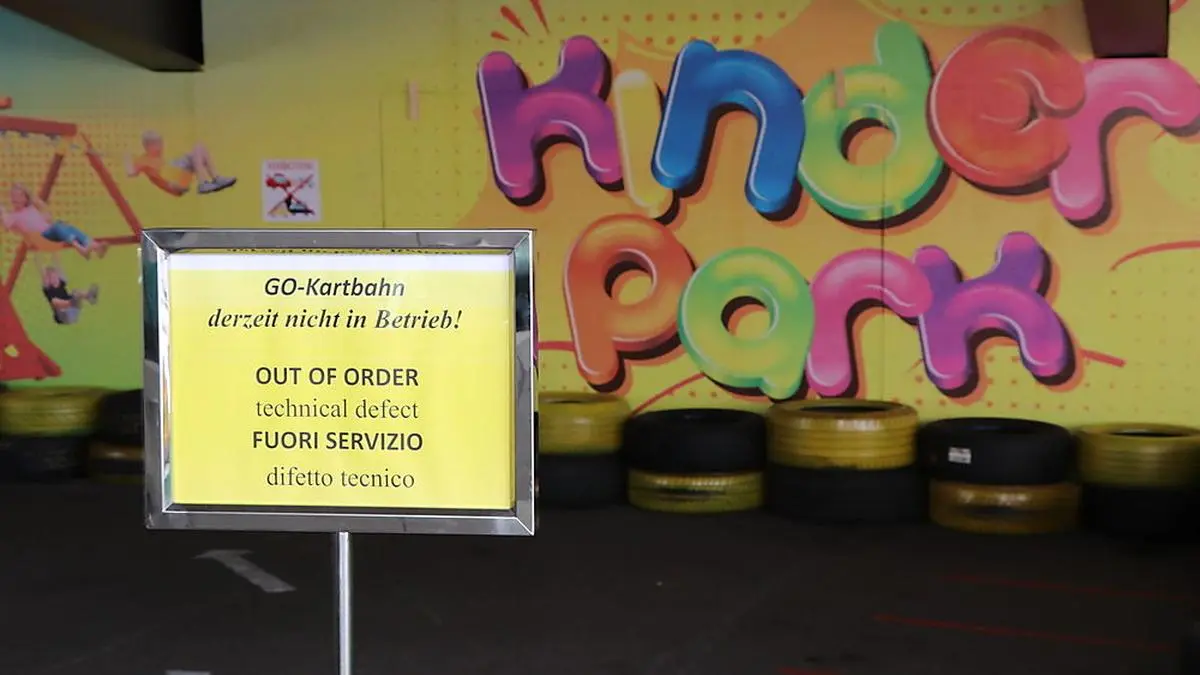 kinder
park
GO-Kartbahn
derzeit nicht in Betrieb!
OUT OF ORDER
technical defect
FUORI SERVIZIO
difetto tecnico